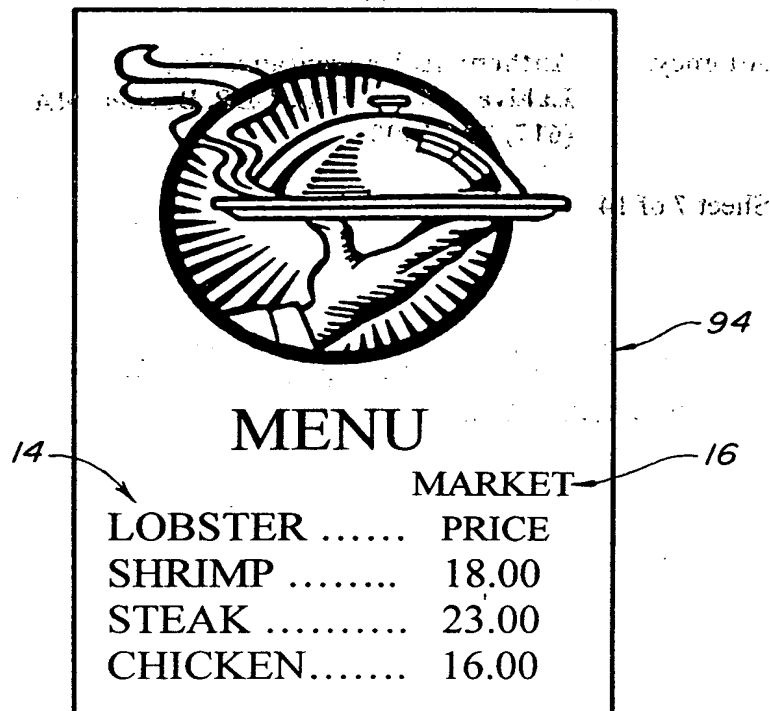 94
MENU
14
16
MARKET
LOBSTER ...... PRICE
SHRIMP ........ 18.00
STEAK .......... 23.00
CHICKEN....... 16.00
Sheet 7 of 14